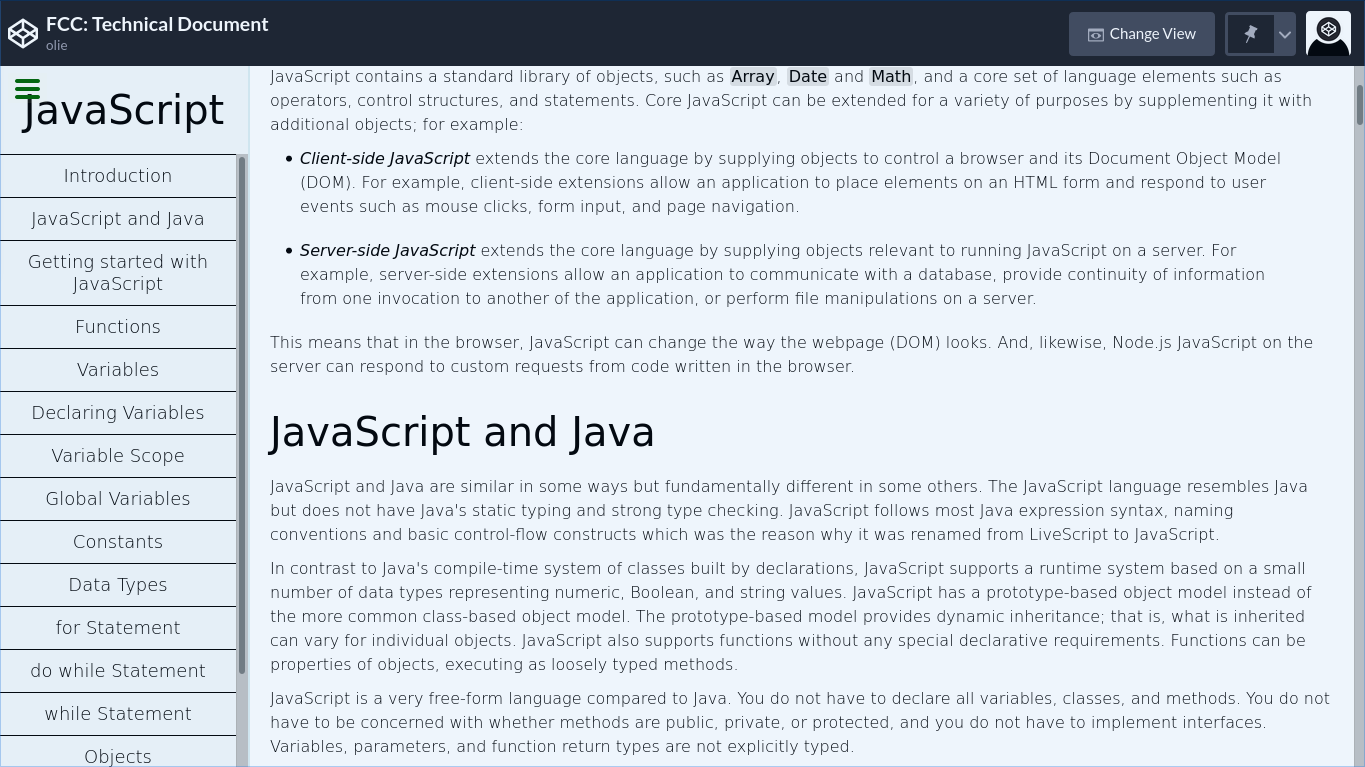 FCC: Technical Document
olie
Change View
JavaScript
Introduction
JavaScript and Java
Getting started with
JavaScript
Functions
Variables
Declaring Variables
Variable Scope
Global Variables
Constants
Data Types
for Statement
do while Statement
while Statement
Objects
JavaScript contains a standard library of objects, such as Array, Date and Math, and a core set of language elements such as
operators, control structures, and statements. Core JavaScript can be extended for a variety of purposes by supplementing it with
additional objects; for example:
• Client-side JavaScript extends the core language by supplying objects to control a browser and its Document Object Model
(DOM). For example, client-side extensions allow an application to place elements on an HTML form and respond to user
events such as mouse clicks, form input, and page navigation.
• Server-side JavaScript extends the core language by supplying objects relevant to running JavaScript on a server. For
example, server-side extensions allow an application to communicate with a database, provide continuity of information
from one invocation to another of the application, or perform file manipulations on a server.
This means that in the browser, JavaScript can change the way the webpage (DOM) looks. And, likewise, Node.js JavaScript on the
server can respond to custom requests from code written in the browser.
JavaScript and Java
JavaScript and Java are similar in some ways but fundamentally different in some others. The JavaScript language resembles Java
but does not have Java's static typing and strong type checking. JavaScript follows most Java expression syntax, naming
conventions and basic control-flow constructs which was the reason why it was renamed from LiveScript to JavaScript.
In contrast to Java's compile-time system of classes built by declarations, JavaScript supports a runtime system based on a small
number of data types representing numeric, Boolean, and string values. JavaScript has a prototype-based object model instead of
the more common class-based object model. The prototype-based model provides dynamic inheritance; that is, what is inherited
can vary for individual objects. JavaScript also supports functions without any special declarative requirements. Functions can be
properties of objects, executing as loosely typed methods.
JavaScript is a very free-form language compared to Java. You do not have to declare all variables, classes, and methods. You do not
have to be concerned with whether methods are public, private, or protected, and you do not have to implement interfaces.
Variables, parameters, and function return types are not explicitly typed.